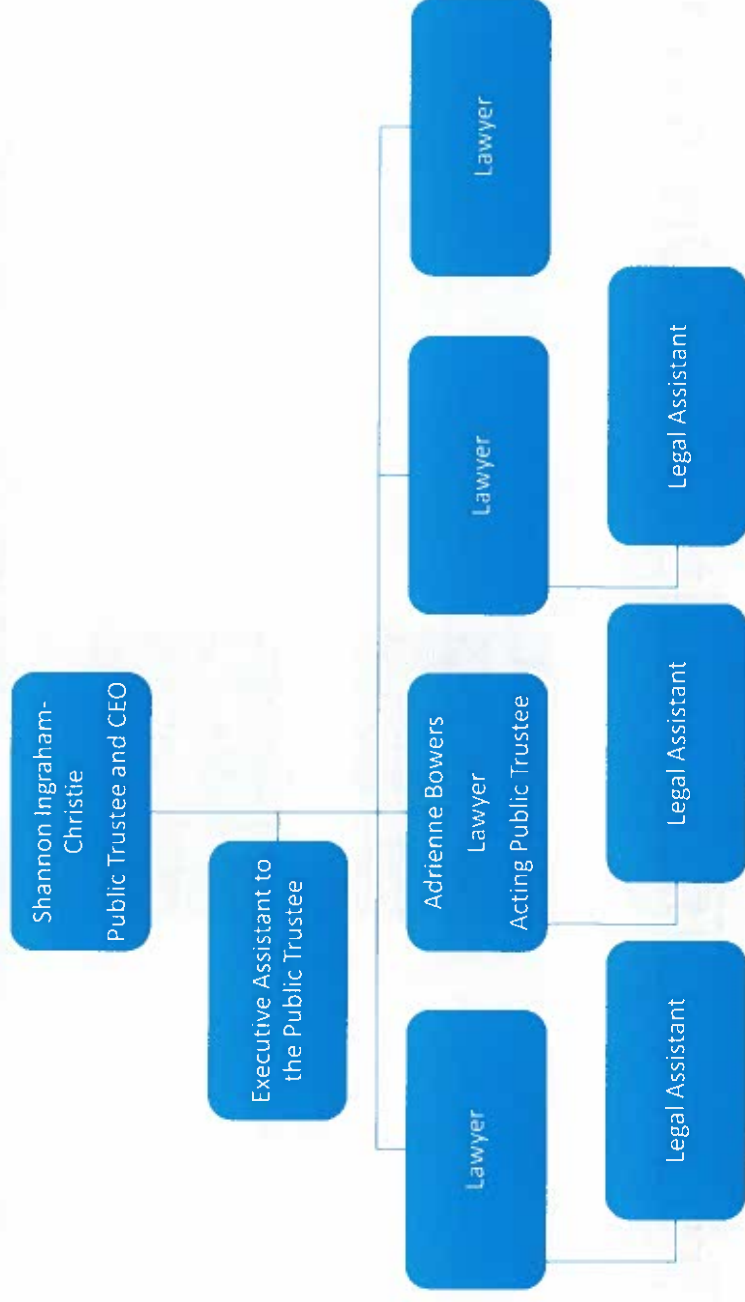 Shannon Ingraham-
Christie
Public Trustee and CEO
Executive Assistant to
the Public Trustee
Lawyer
Adrienne Bowers
Lawyer
Acting Public Trustee
Lawyer
Lawyer
Legal Assistant
Legal Assistant
Legal Assistant